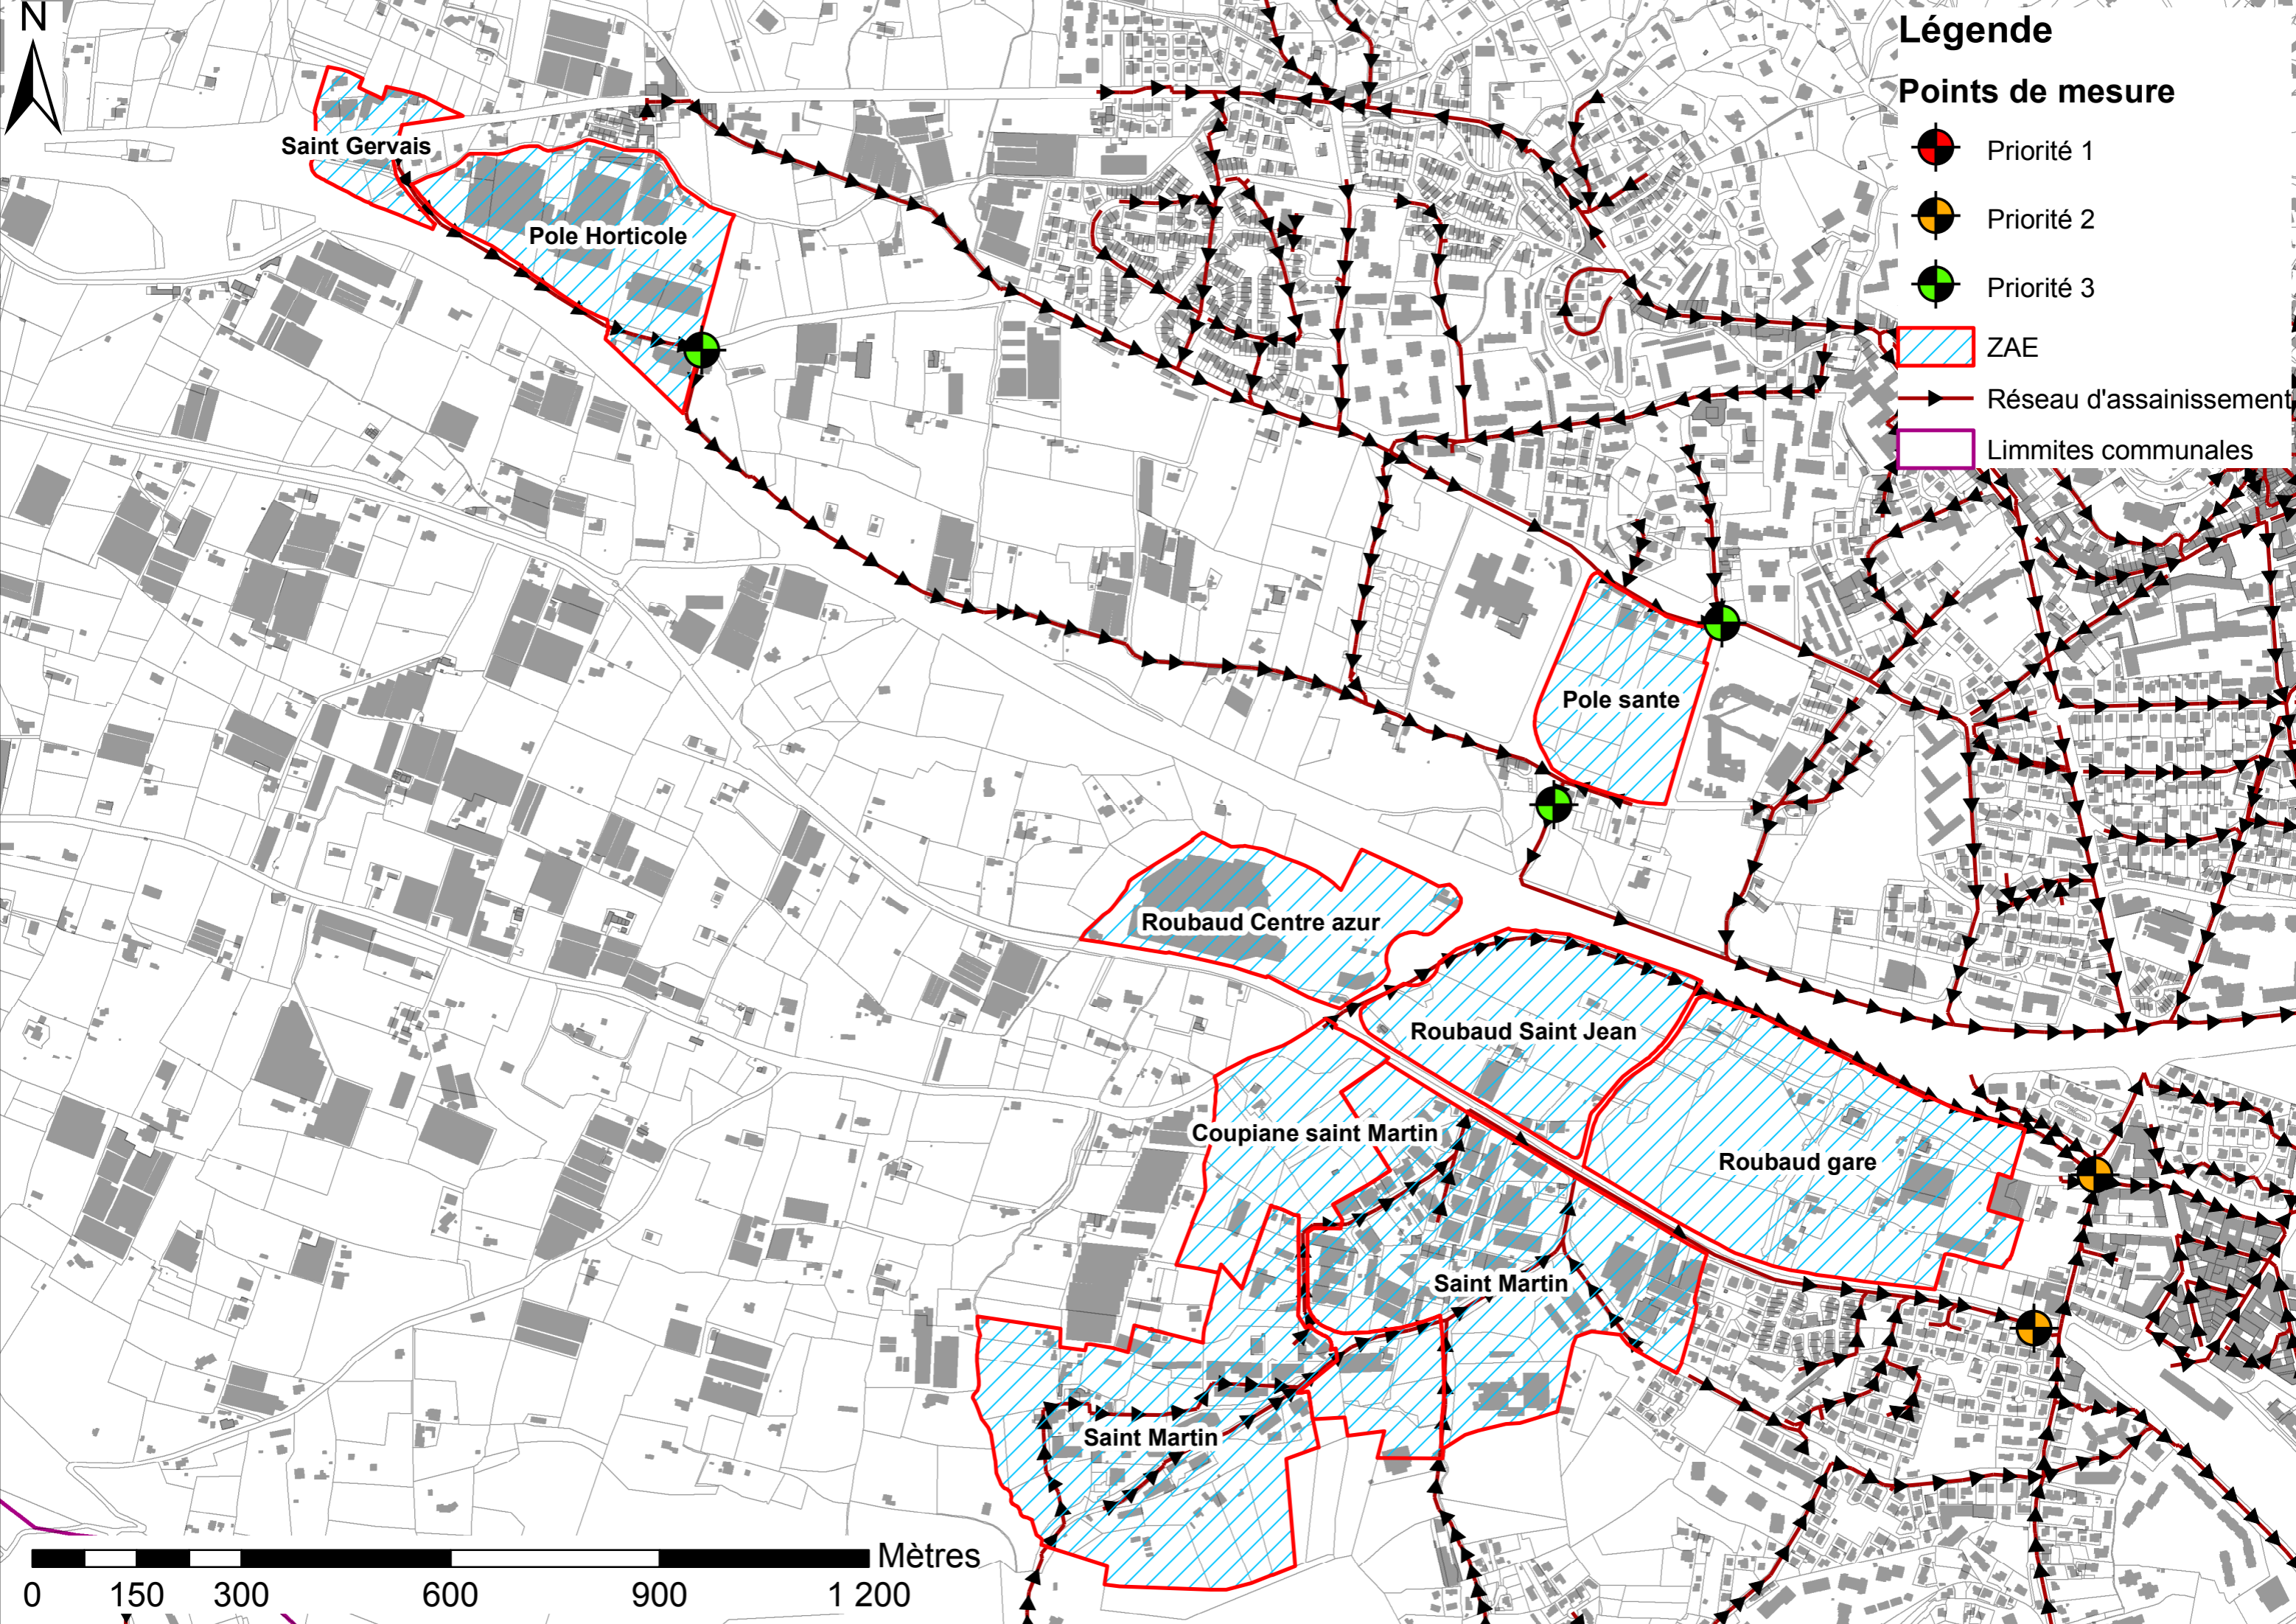 N
Légende
Points de mesure
Priorité 1
Priorité 2
Priorité 3
ZAE
Réseau d'assainissement
Limmites communales
Saint Gervais
Pole Horticole
Pole sante
Roubaud Centre azur
Roubaud Saint Jean
Coupiane saint Martin
Roubaud gare
Saint Martin
Saint Martin
Mètres
0 150 300 600 900 1 200